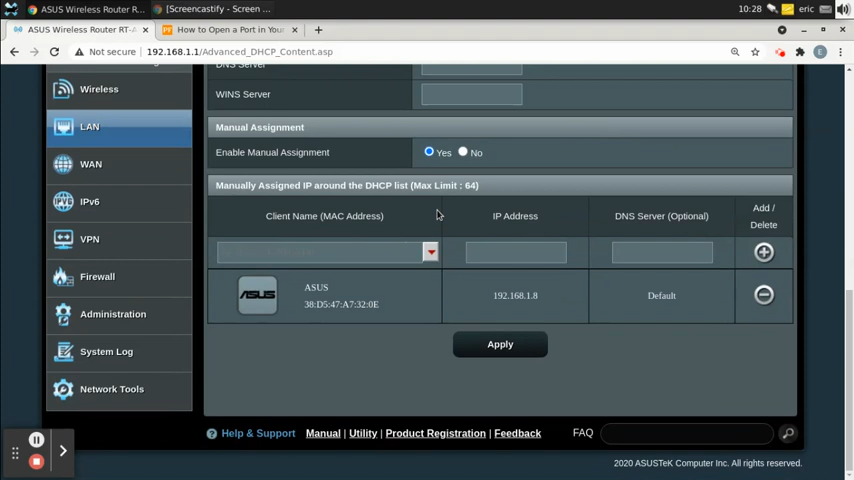 ASUS Wireless Router R...
[Screencastify - Screen ...
10:28
eric
ASUS Wireless Router RT-A
How to Open a Port in Your
Not secure
192.168.1.1/Advanced_DHCP_Content.asp
E
Wireless
LAN
WAN
IPv6
VPN
Firewall
Administration
System Log
Network Tools
DNS Server
WINS Server
Manual Assignment
Enable Manual Assignment
Yes No
Manually Assigned IP around the DHCP list (Max Limit : 64)
Client Name (MAC Address)
IP Address
DNS Server (Optional)
Add /
Delete
ASUS
ASUS
38:D5:47:A7:32:0E
192.168.1.8
Default
Apply
Help & Support
Manual | Utility | Product Registration | Feedback
FAQ
2020 ASUSTeK Computer Inc. All rights reserved.